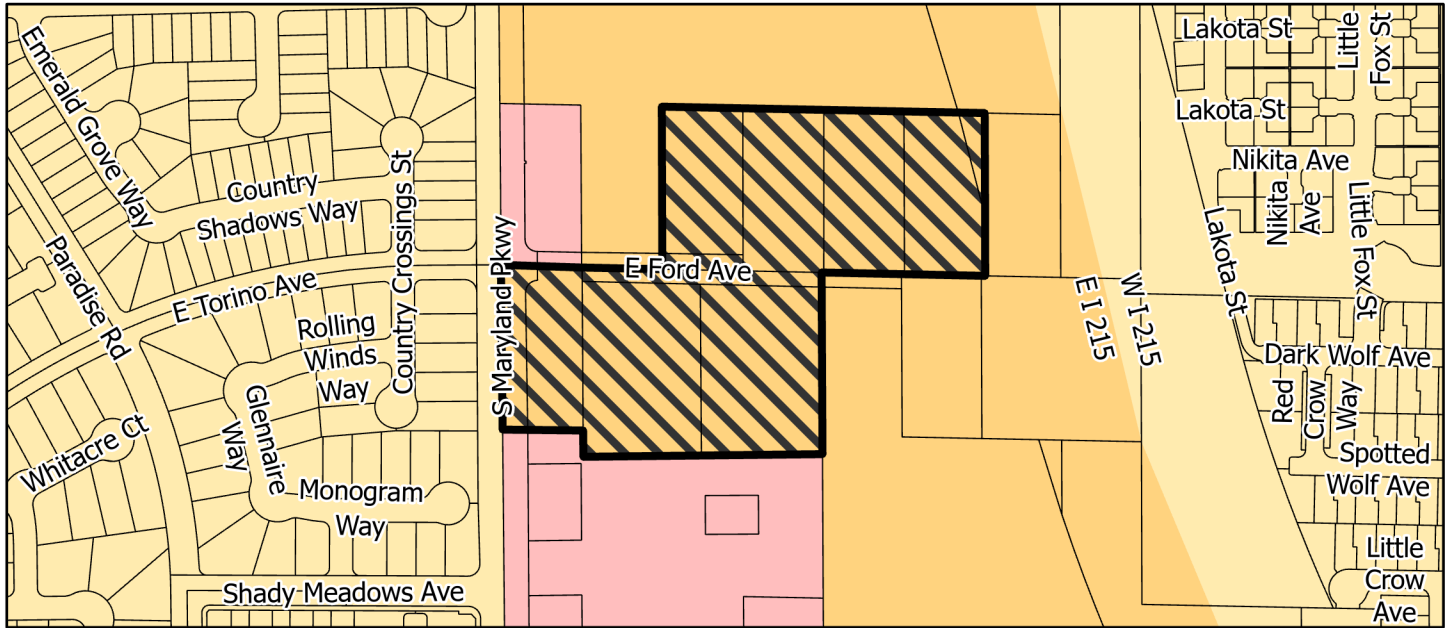 Emerald Grove Way
Country
Shadows Way
Country Crossings St
Paradise Rd
E Torino Ave
Rolling
Winds
Way
Glennaire
Way
Whitacre Ct
Monogram
Way
Shady Meadows Ave
S Maryland Pkwy
E Ford Ave
E I 215
W I 215
Lakota St
Little
Fox St
Lakota St
Nikita Ave
Nikita
Ave
Little Fox St
Lakota St
Dark Wolf Ave
Red
Crow
Way
Spotted
Wolf Ave
Little
Crow
Ave